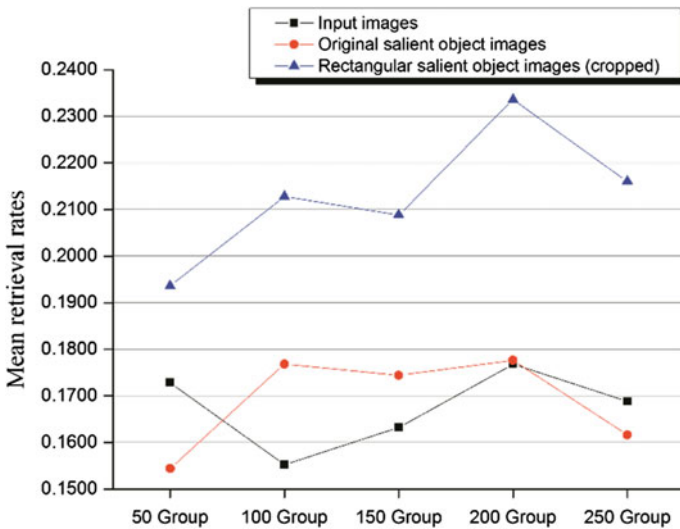 Input images
Original salient object images
Rectangular salient object images (cropped)
Mean retrieval rates
0.2400
0.2300
0.2200
0.2100
0.2000
0.1900
0.1800
0.1700
0.1600
0.1500
50 Group 100 Group 150 Group 200 Group 250 Group